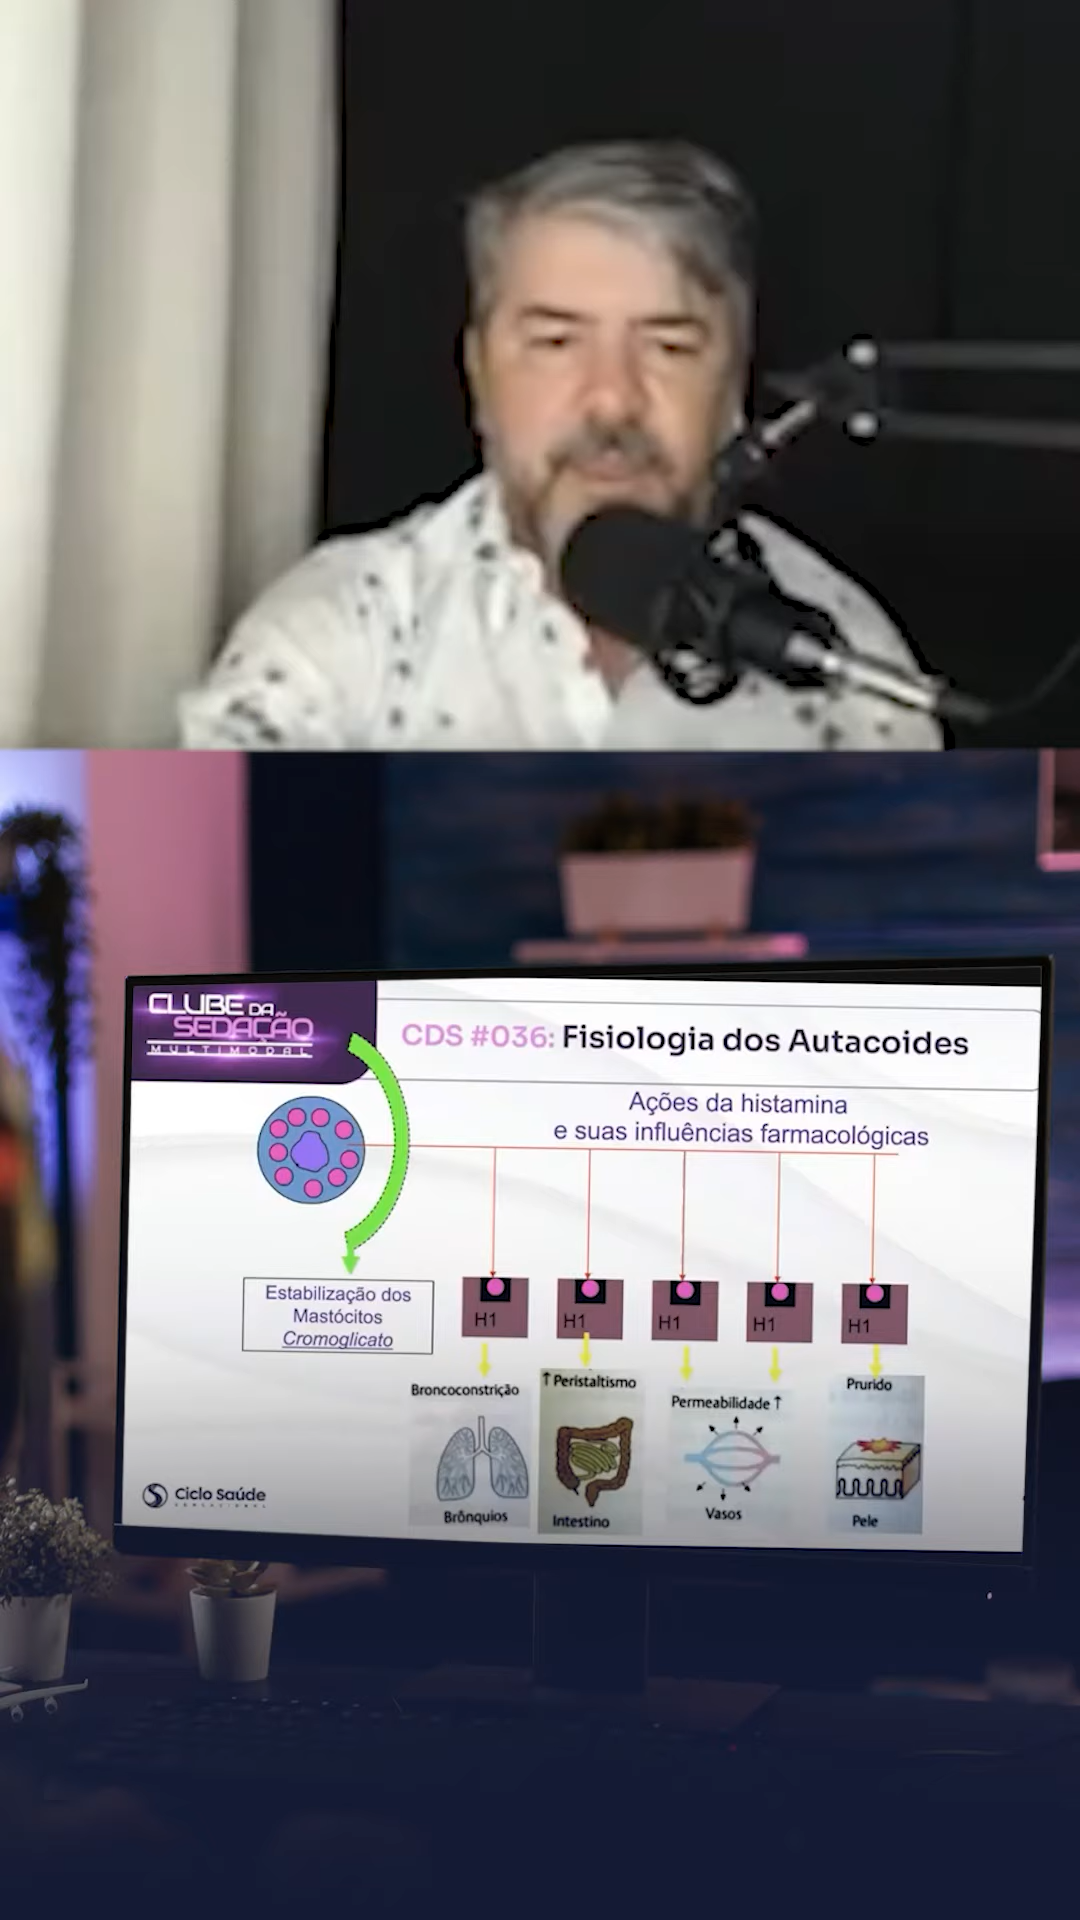 CLUBE DA
SEDAÇÃO
MULTIMODAL
CDS #036: Fisiologia dos Autacoides
Ações da histamina
e suas influências farmacológicas
Estabilização dos
Mastócitos
Cromoglicato
H1
H1
H1
H1
H1
Broncoconstrição
↑ Peristaltismo
Permeabilidade ↑
Prurido
Brônquios
Intestino
Vasos
Pele
Ciclo Saúde